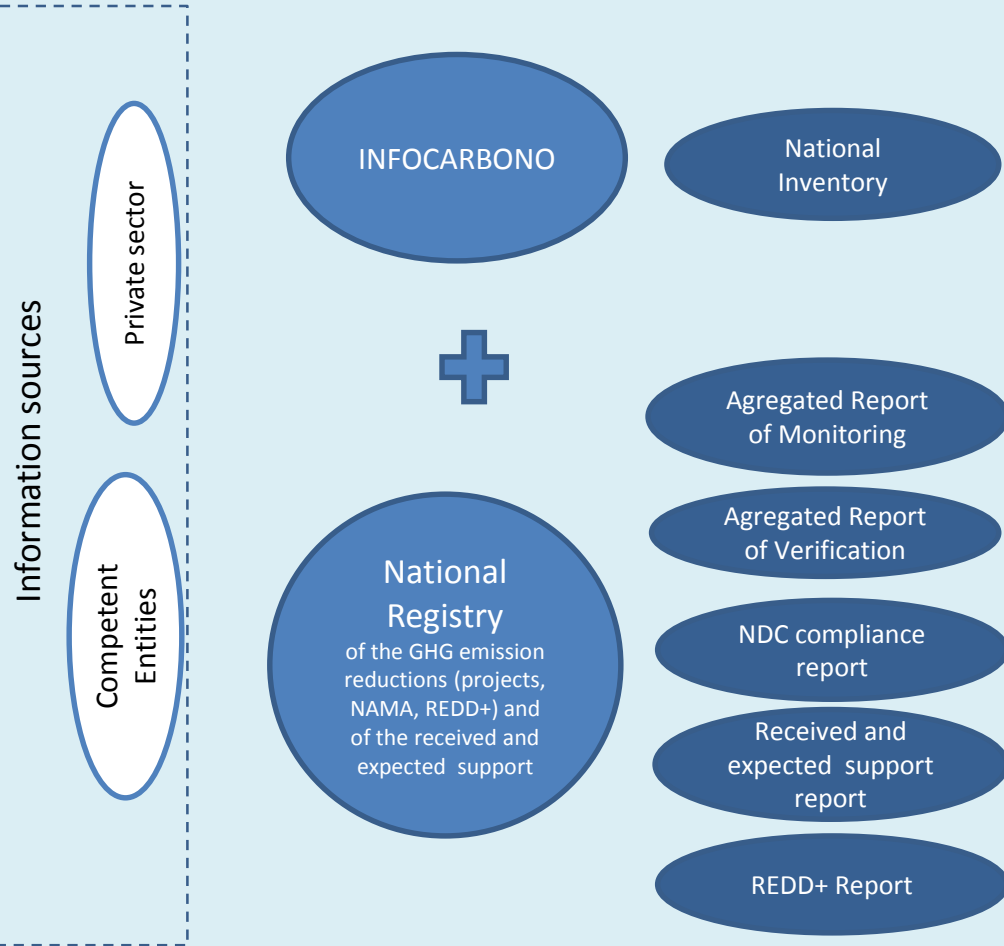 Information sources
Private sector
Competent
Entities
INFOCARBONO
National
Registry
of the GHG emission
reductions (projects,
NAMA, REDD+) and
of the received and
expected support
National
Inventory
Agregated Report
of Monitoring
Agregated Report
of Verification
NDC compliance
report
Received and
expected support
report
REDD+ Report